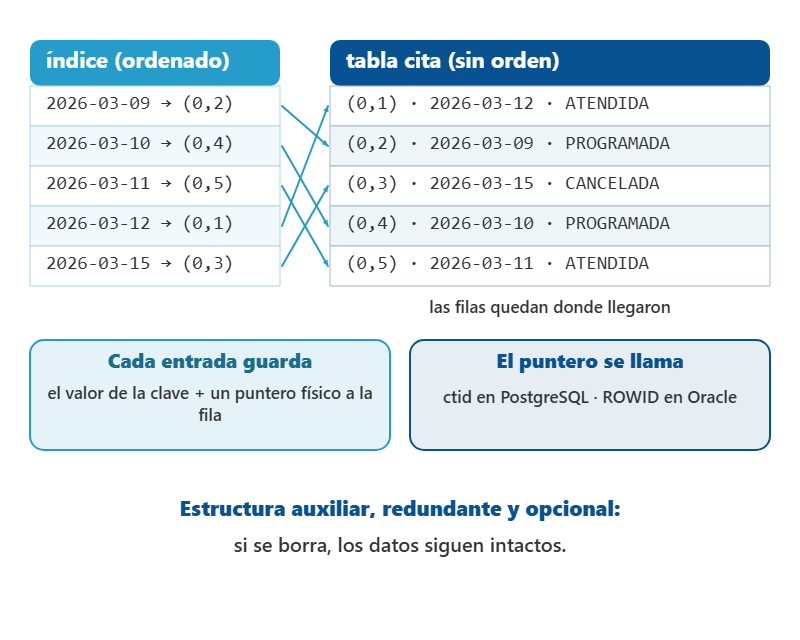 índice (ordenado)
2026-03-09 → (0,2)
2026-03-10 → (0,4)
2026-03-11 → (0,5)
2026-03-12 → (0,1)
2026-03-15 → (0,3)
tabla cita (sin orden)
(0,1) · 2026-03-12 · ATENDIDA
(0,2) · 2026-03-09 · PROGRAMADA
(0,3) · 2026-03-15 · CANCELADA
(0,4) · 2026-03-10 · PROGRAMADA
(0,5) · 2026-03-11 · ATENDIDA
las filas quedan donde llegaron
Cada entrada guarda
el valor de la clave + un puntero físico a la
fila
El puntero se llama
ctid en PostgreSQL · ROWID en Oracle
Estructura auxiliar, redundante y opcional:
si se borra, los datos siguen intactos.